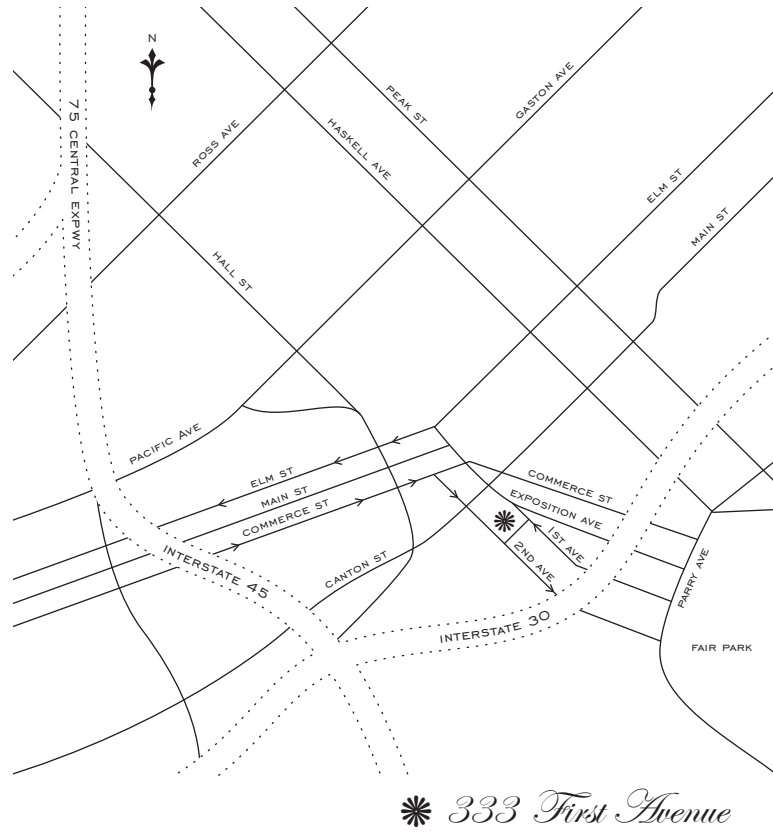 N
75 CENTRAL EXPWY
ROSS AVE
HASKELL AVE
PEAK ST
GASTON AVE
ELM ST
MAIN ST
HALL ST
PACIFIC AVE
ELM ST
MAIN ST
COMMERCE ST
COMMERCE ST
EXPOSITION AVE
1ST AVE
2ND AVE
CANTON ST
INTERSTATE 45
INTERSTATE 30
PARRY AVE
FAIR PARK
333 First Avenue